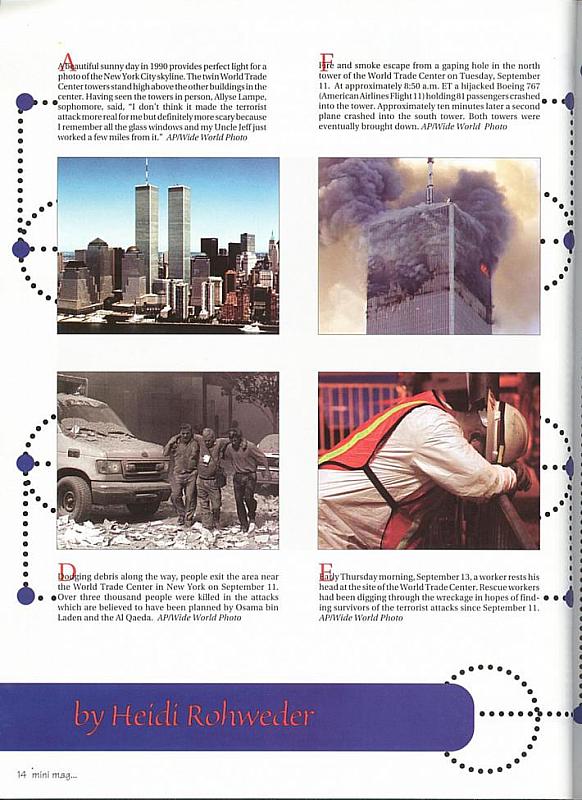 A beautiful sunny day in 1990 provides perfect light for a
photo of the New York City skyline. The twin World Trade
Center towers stand high above the other buildings in the
center. Having seen the towers in person, Allyse Lampe,
sophomore, said, "I don't think it made the terrorist
attack more real for me but definitely more scary because
I remember all the glass windows and my Uncle Jeff just
worked a few miles from it." AP/Wide World Photo
Fire and smoke escape from a gaping hole in the north
tower of the World Trade Center on Tuesday, September
11. At approximately 8:50 a.m. ET a hijacked Boeing 767
(American Airlines Flight 11) holding 81 passengers crashed
into the tower. Approximately ten minutes later a second
plane crashed into the south tower. Both towers were
eventually brought down. AP/Wide World Photo
Dodging debris along the way, people exit the area near
the World Trade Center in New York on September 11.
Over three thousand people were killed in the attacks
which are believed to have been planned by Osama bin
Laden and the Al Qaeda. AP/Wide World Photo
Early Thursday morning, September 13, a worker rests his
head at the site of the World Trade Center. Rescue workers
had been digging through the wreckage in hopes of find-
ing survivors of the terrorist attacks since September 11.
AP/Wide World Photo
by Heidi Rohweder
14 mini mag...